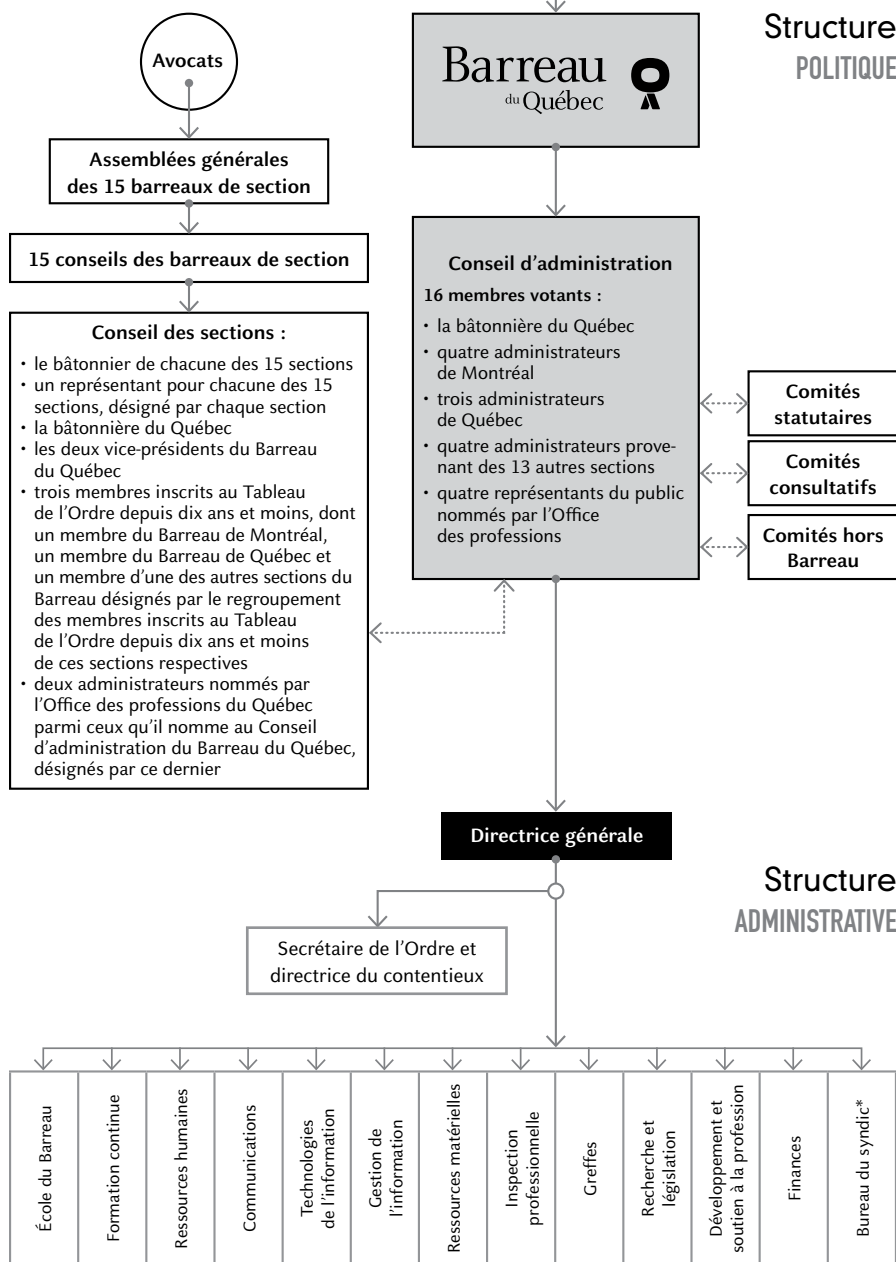 Structure
POLITIQUE
Avocats
Assemblées générales
des 15 barreaux de section
15 conseils des barreaux de section
Conseil des sections :
• le bâtonnier de chacune des 15 sections
• un représentant pour chacune des 15
sections, désigné par chaque section
• la bâtonnière du Québec
• les deux vice-présidents du Barreau
du Québec
• trois membres inscrits au Tableau
de l’Ordre depuis dix ans et moins, dont
un membre du Barreau de Montréal,
un membre du Barreau de Québec et
un membre d’une des autres sections du
Barreau désignés par le regroupement
des membres inscrits au Tableau
de l’Ordre depuis dix ans et moins
de ces sections respectives
• deux administrateurs nommés par
l’Office des professions du Québec
parmi ceux qu’il nomme au Conseil
d’administration du Barreau du Québec,
désignés par ce dernier
Barreau
du Québec
Conseil d’administration
16 membres votants :
• la bâtonnière du Québec
• quatre administrateurs
de Montréal
• trois administrateurs
de Québec
• quatre administrateurs prove-
nant des 13 autres sections
• quatre représentants du public
nommés par l’Office
des professions
Comités
statutaires
Comités
consultatifs
Comités hors
Barreau
Directrice générale
Structure
ADMINISTRATIVE
Secrétaire de l’Ordre et
directrice du contentieux
École du Barreau
Formation continue
Ressources humaines
Communications
Technologies
de l’information
Gestion de
l’information
Ressources matérielles
Inspection
professionnelle
Greffes
Recherche et
législation
Développement et
soutien à la profession
Finances
Bureau du syndic*